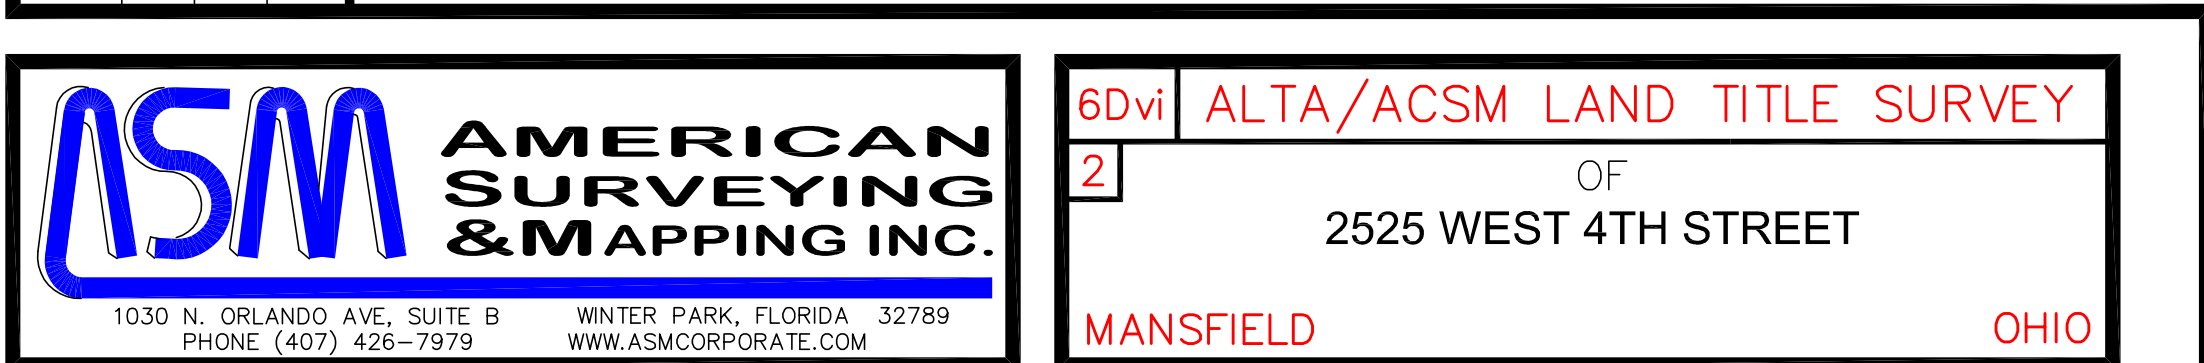 ASM
AMERICAN
SURVEYING
&MAPPING INC.
1030 N. ORLANDO AVE, SUITE B WINTER PARK, FLORIDA 32789
PHONE (407) 426-7979 WWW.ASMCORPORATE.COM
6Dvi ALTA/ACSM LAND TITLE SURVEY
2
OF
2525 WEST 4TH STREET
MANSFIELD OHIO